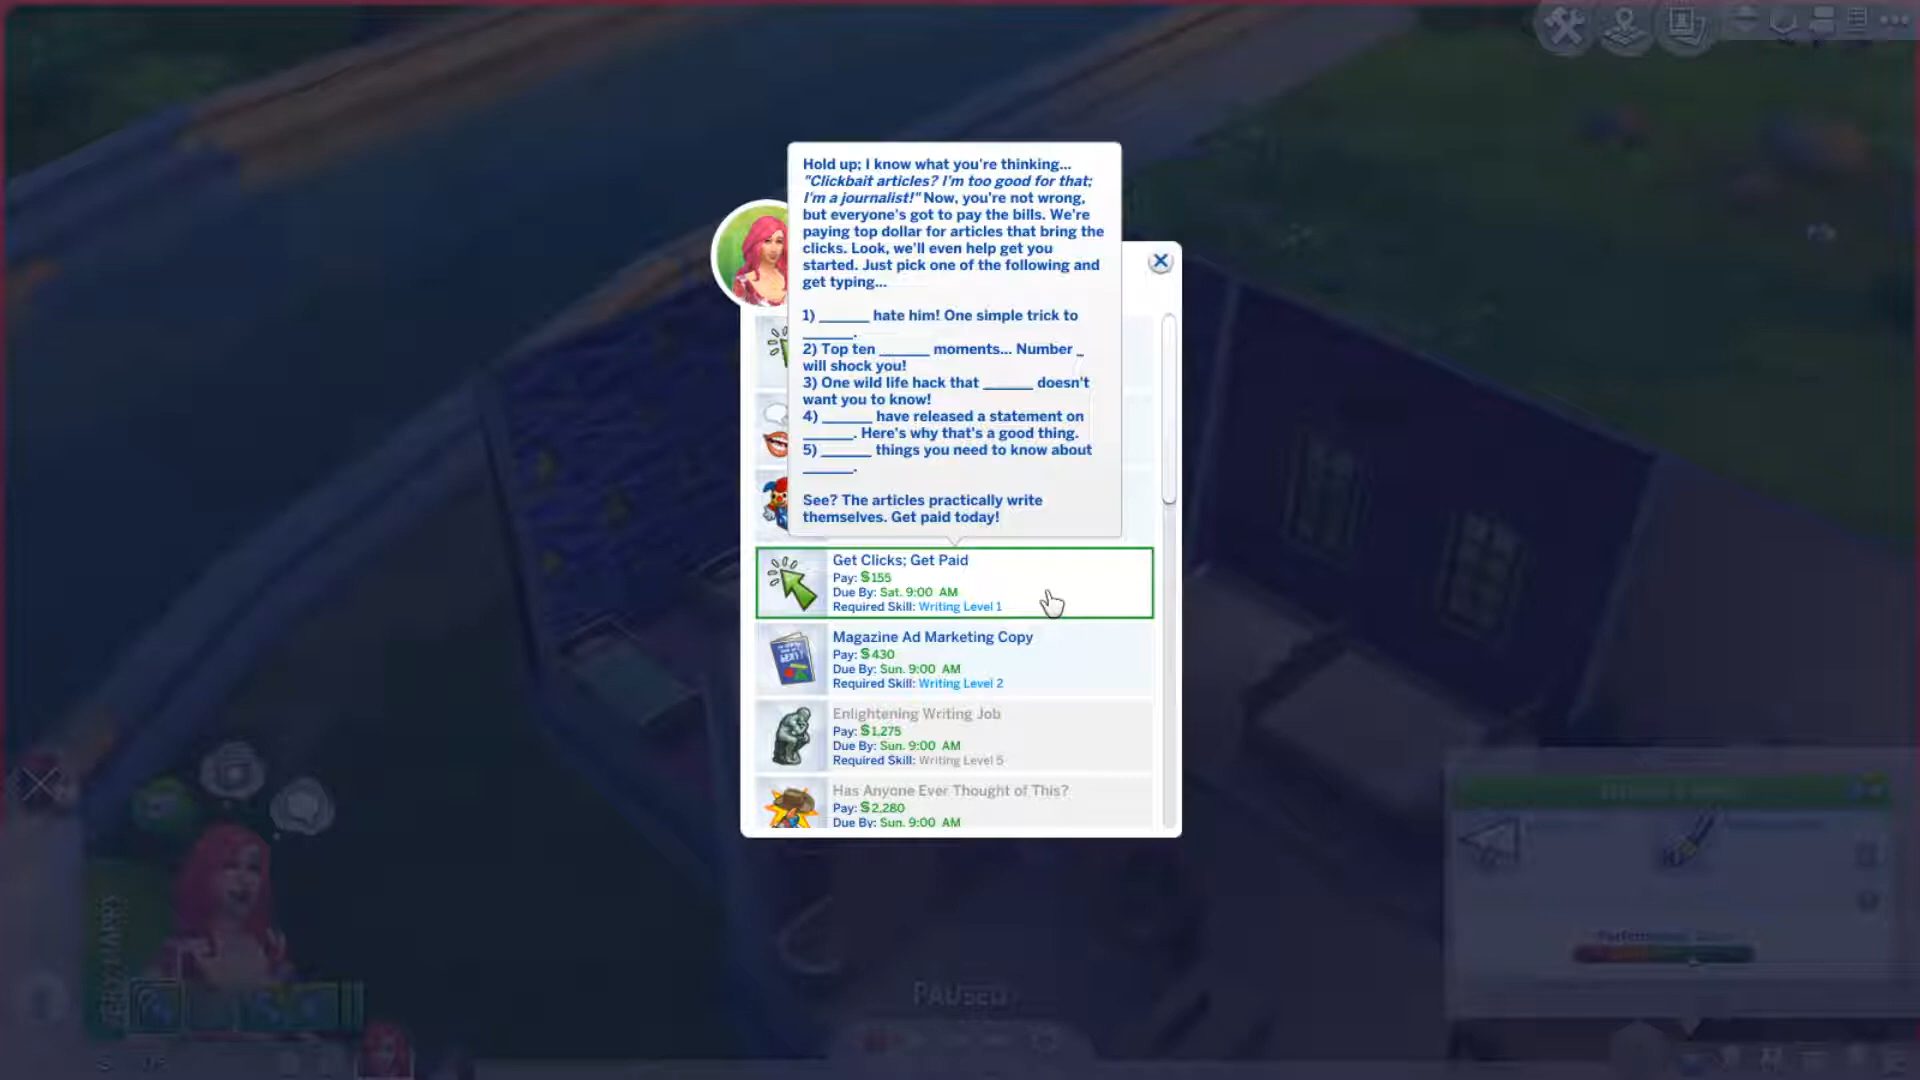 Hold up; I know what you're thinking...
"Clickbait articles? I'm too good for that;
I'm a journalist!" Now, you're not wrong,
but everyone's got to pay the bills. We're
paying top dollar for articles that bring the
clicks. Look, we'll even help get you
started. Just pick one of the following and
get typing...
1) ______ hate him! One simple trick to
______.
2) Top ten ______ moments... Number _
will shock you!
3) One wild life hack that ______ doesn't
want you to know!
4) ______ have released a statement on
______. Here's why that's a good thing.
5) ______ things you need to know about
______.
See? The articles practically write
themselves. Get paid today!
Get Clicks; Get Paid
Pay: §155
Due By: Sat. 9:00 AM
Required Skill: Writing Level 1
Magazine Ad Marketing Copy
Pay: §430
Due By: Sun. 9:00 AM
Required Skill: Writing Level 2
Enlightening Writing Job
Pay: §1,275
Due By: Sun. 9:00 AM
Required Skill: Writing Level 5
Has Anyone Ever Thought of This?
Pay: §2,280
Due By: Sun. 9:00 AM
PAUSED